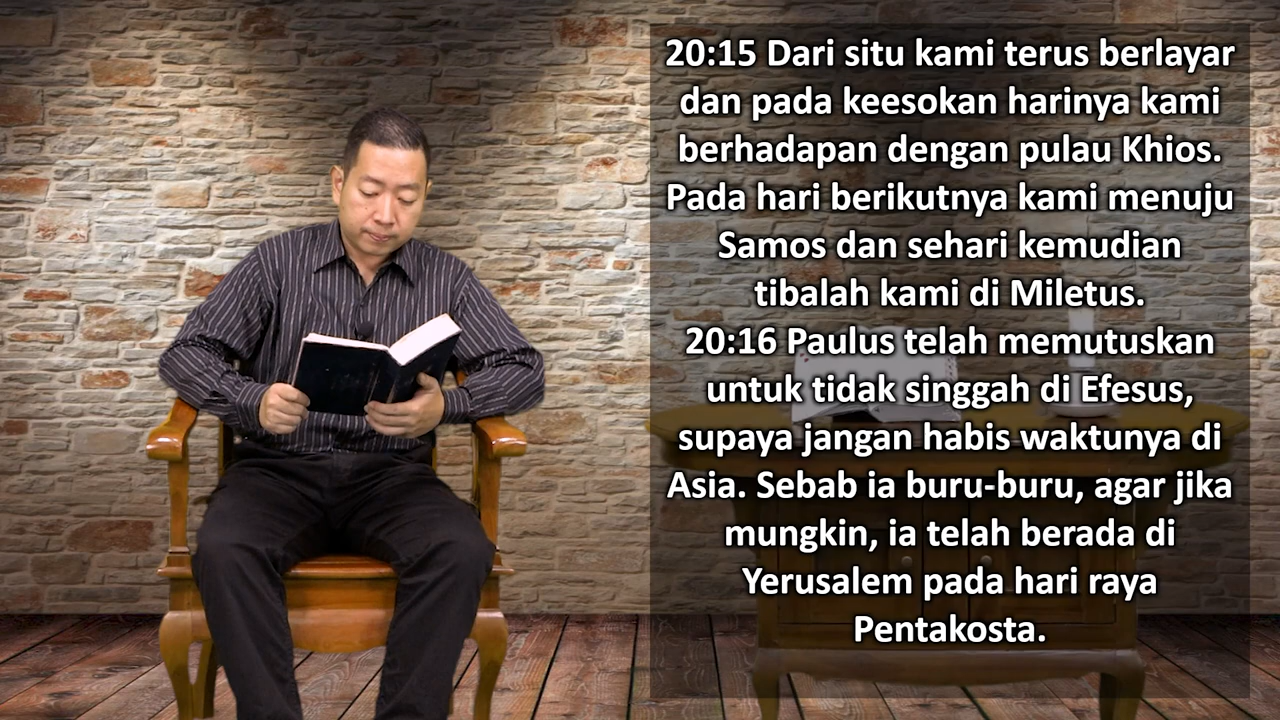 20:15 Dari situ kami terus berlayar
dan pada keesokan harinya kami
berhadapan dengan pulau Khios.
Pada hari berikutnya kami menuju
Samos dan sehari kemudian
tibalah kami di Miletus.
20:16 Paulus telah memutuskan
untuk tidak singgah di Efesus,
supaya jangan habis waktunya di
Asia. Sebab ia buru-buru, agar jika
mungkin, ia telah berada di
Yerusalem pada hari raya
Pentakosta.